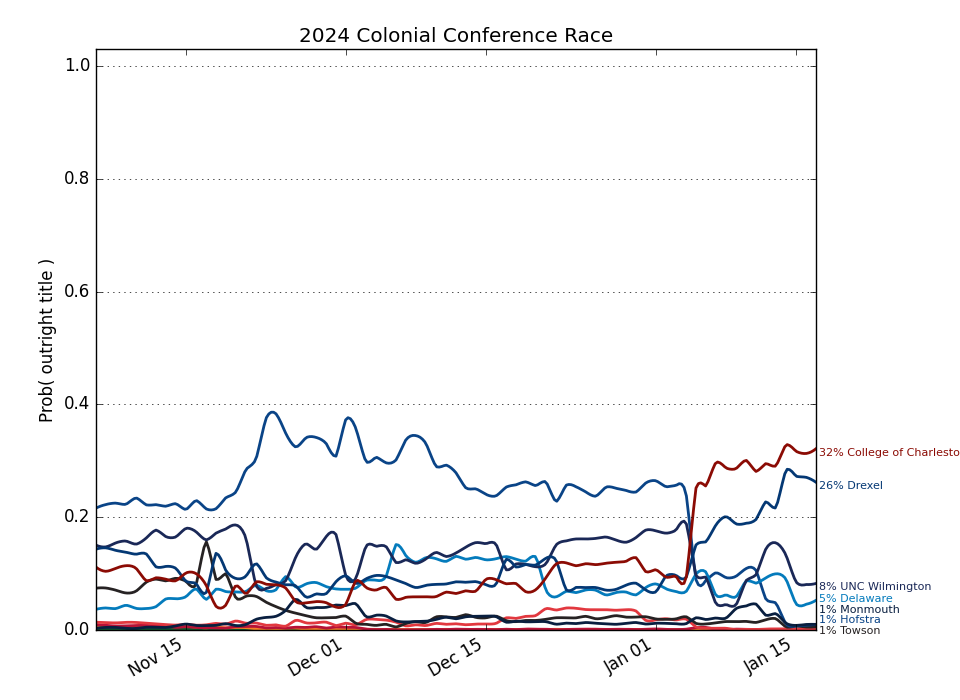 2024 Colonial Conference Race
1.0
0.8
0.6
0.4
0.2
0.0
Prob( outright title )
Nov 15
Dec 01
Dec 15
Jan 01
Jan 15
32% College of Charlesto
26% Drexel
8% UNC Wilmington
5% Delaware
1% Monmouth
1% Hofstra
1% Towson